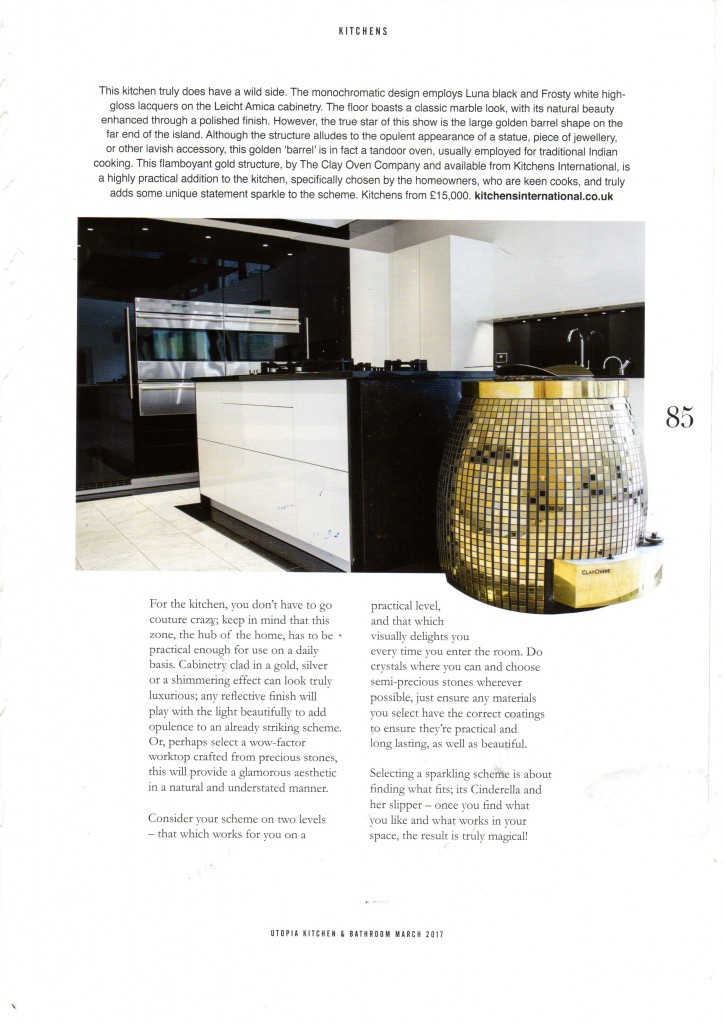 KITCHENS
This kitchen truly does have a wild side. The monochromatic design employs Luna black and Frosty white high-
gloss lacquers on the Leicht Amica cabinetry. The floor boasts a classic marble look, with its natural beauty
enhanced through a polished finish. However, the true star of this show is the large golden barrel shape on the
far end of the island. Although the structure alludes to the opulent appearance of a statue, piece of jewellery,
or other lavish accessory, this golden ‘barrel’ is in fact a tandoor oven, usually employed for traditional Indian
cooking. This flamboyant gold structure, by The Clay Oven Company and available from Kitchens International, is
a highly practical addition to the kitchen, specifically chosen by the homeowners, who are keen cooks, and truly
adds some unique statement sparkle to the scheme. Kitchens from £15,000. kitchensinternational.co.uk
85
CLAYOVENS
For the kitchen, you don’t have to go
couture crazy; keep in mind that this
zone, the hub of the home, has to be
practical enough for use on a daily
basis. Cabinetry clad in a gold, silver
or a shimmering effect can look truly
luxurious; any reflective finish will
play with the light beautifully to add
opulence to an already striking scheme.
Or, perhaps select a wow-factor
worktop crafted from precious stones,
this will provide a glamorous aesthetic
in a natural and understated manner.
Consider your scheme on two levels
– that which works for you on a
practical level,
and that which
visually delights you
every time you enter the room. Do
crystals where you can and choose
semi-precious stones wherever
possible, just ensure any materials
you select have the correct coatings
to ensure they’re practical and
long lasting, as well as beautiful.
Selecting a sparkling scheme is about
finding what fits; its Cinderella and
her slipper – once you find what
you like and what works in your
space, the result is truly magical!
UTOPIA KITCHEN & BATHROOM MARCH 2017